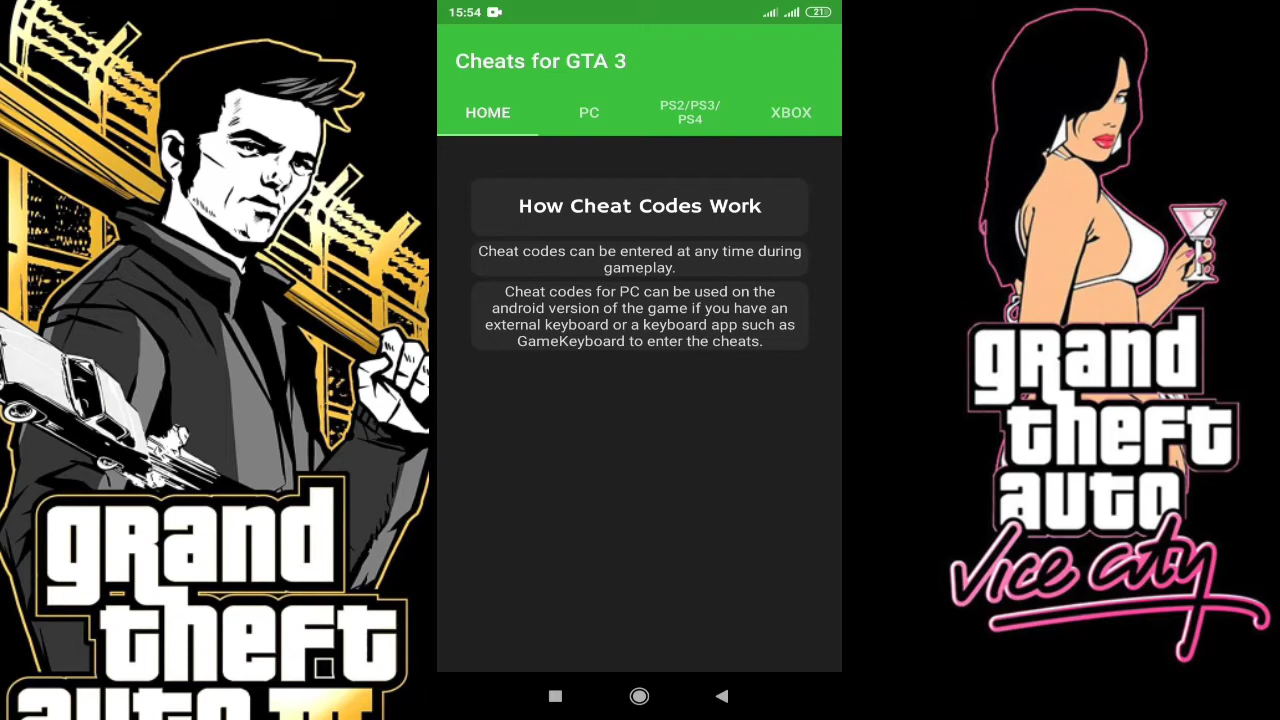 15:54
21
Cheats for GTA 3
HOME
PC
PS2/PS3/
PS4
XBOX
How Cheat Codes Work
Cheat codes can be entered at any time during
gameplay.
Cheat codes for PC can be used on the
android version of the game if you have an
external keyboard or a keyboard app such as
GameKeyboard to enter the cheats.
grand
theft
auto III
grand
theft
auto
vice city